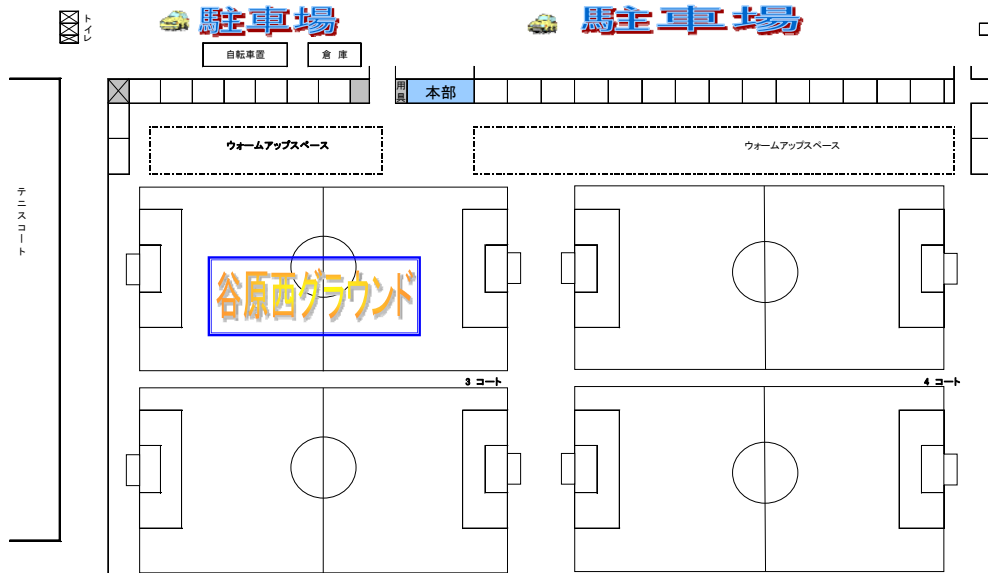 トイレ
駐車場
駐車場
自転車置
倉庫
用具
本部
ウォームアップスペース
ウォームアップスペース
テニスコート
谷原西グラウンド
3 コート
4 コート